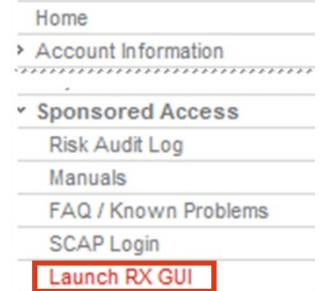 Home
Account Information
Sponsored Access
Risk Audit Log
Manuals
FAQ / Known Problems
SCAP Login
Launch RX GUI